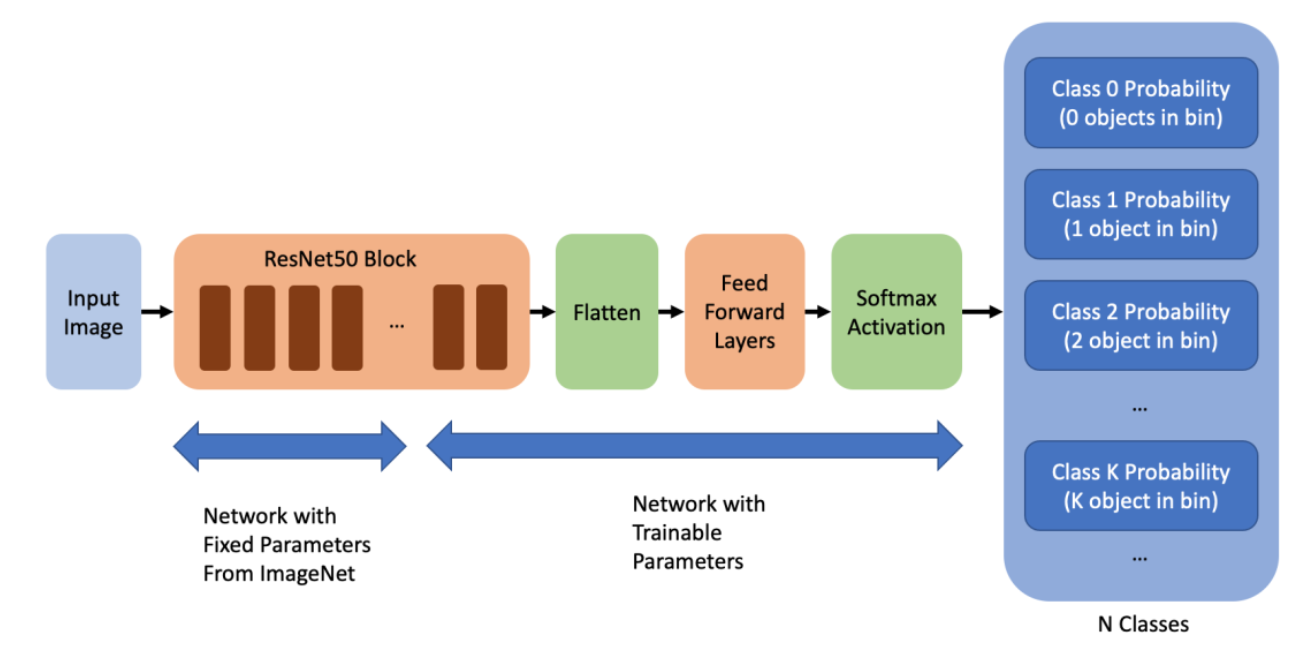 Input
Image
ResNet50 Block
...
Flatten
Feed
Forward
Layers
Softmax
Activation
Class 0 Probability
(0 objects in bin)
Class 1 Probability
(1 object in bin)
Class 2 Probability
(2 object in bin)
...
Class K Probability
(K object in bin)
...
N Classes
Network with
Fixed Parameters
From ImageNet
Network with
Trainable
Parameters